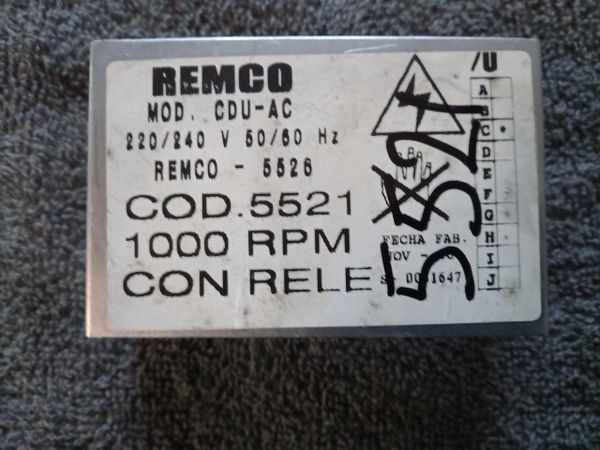 REMCO
MOD. CDU-AC
220/240 V 50/60 Hz
REMCO - 5526
COD.5521
1000 RPM
CON RELE
/U
A
B
C
D
E
F
G
H
I
J
FECHA FAB.
5521